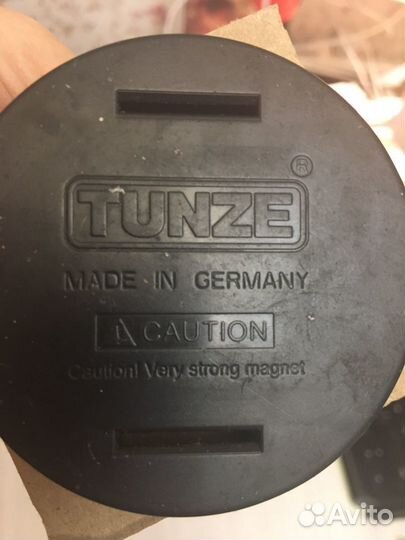 TUNZE®
MADE IN GERMANY
CAUTION
Caution! Very strong magnet
Avito